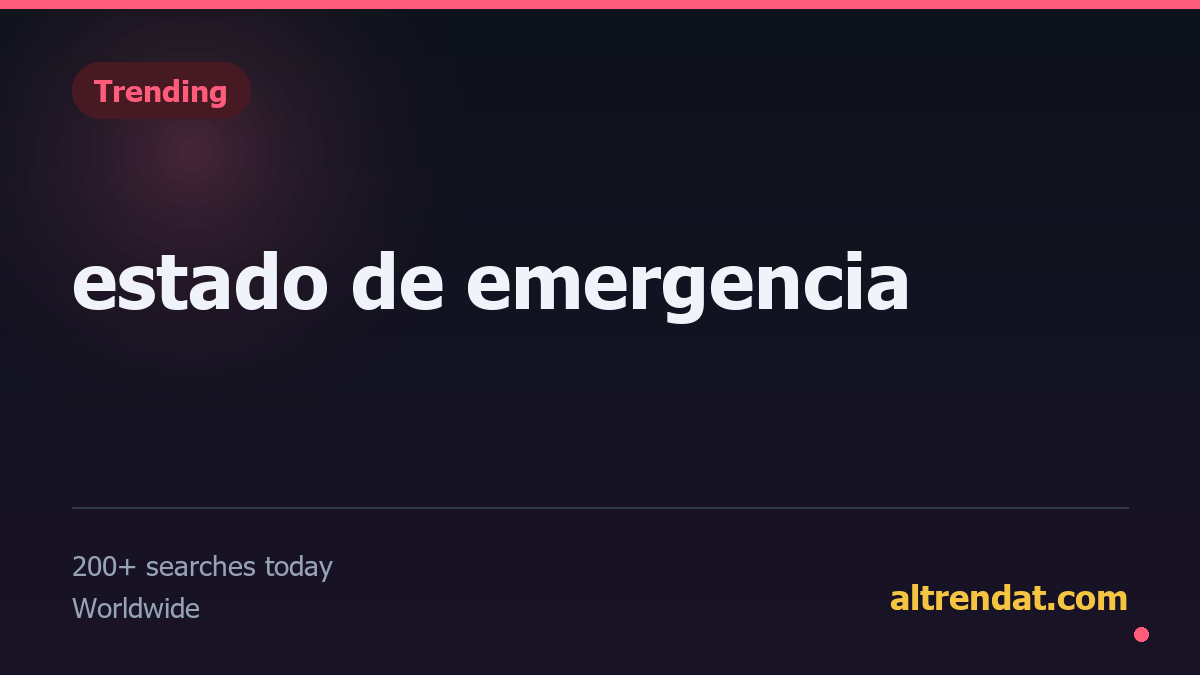 Trending
estado de emergencia
200+ searches today
Worldwide
altrendat.com